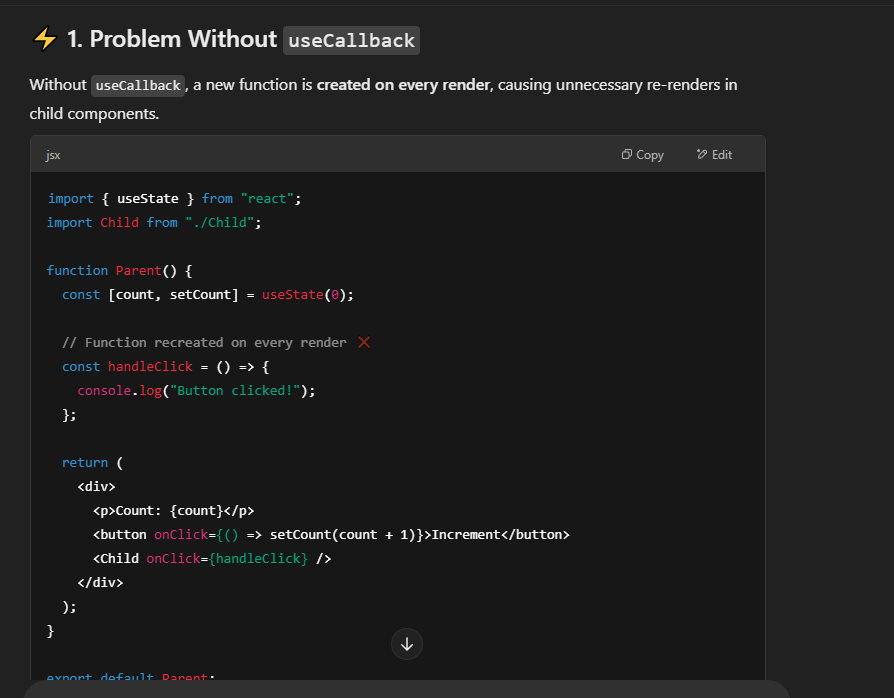 ⚡ 1. Problem Without useCallback
Without useCallback, a new function is created on every render, causing unnecessary re-renders in
child components.
jsx Copy Edit
import { useState } from "react";
import Child from "./Child";
function Parent() {
const [count, setCount] = useState(0);
// Function recreated on every render ❌
const handleClick = () => {
console.log("Button clicked!");
};
return (
<div>
<p>Count: {count}</p>
<button onClick={() => setCount(count + 1)}>Increment</button>
<Child onClick={handleClick} />
</div>
);
}
export default Parent;